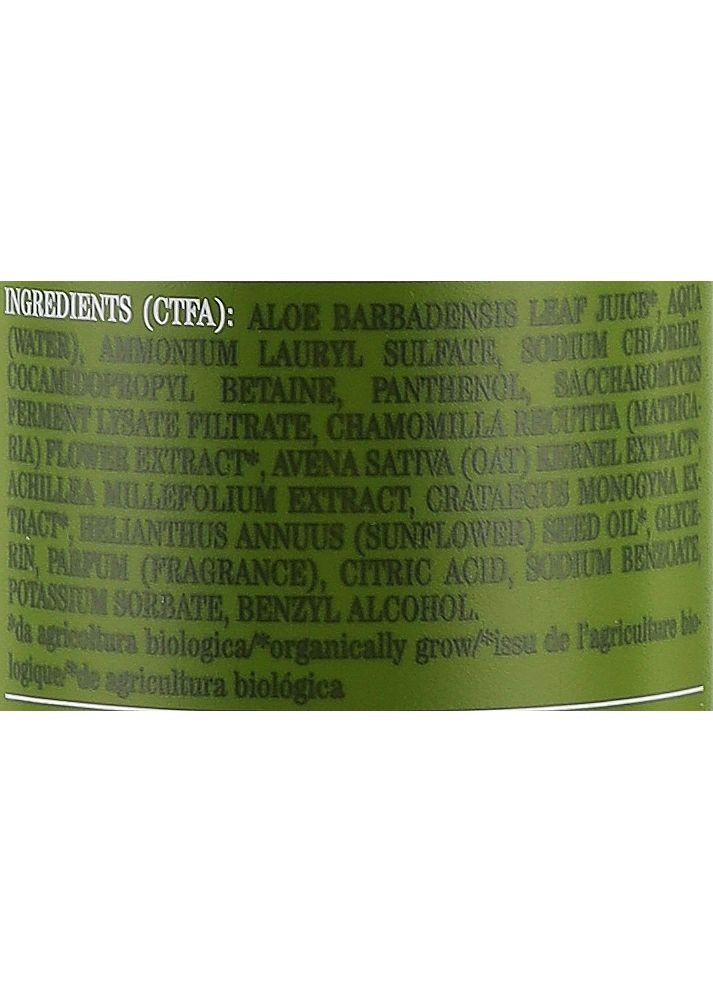 INGREDIENTS (CTFA): ALOE BARBADENSIS LEAF JUICE*, AQUA
(WATER), AMMONIUM LAURYL SULFATE, SODIUM CHLORIDE,
COCAMIDOPROPYL BETAINE, PANTHENOL, SACCHAROMYCES
FERMENT LYSATE FILTRATE, CHAMOMILLA RECUTITA (MATRICA-
RIA) FLOWER EXTRACT*, AVENA SATIVA (OAT) KERNEL EXTRACT*,
ACHILLEA MILLEFOLIUM EXTRACT, CRATAEGUS MONOGYNA EX-
TRACT*, HELIANTHUS ANNUUS (SUNFLOWER) SEED OIL*, GLYCE-
RIN, PARFUM (FRAGRANCE), CITRIC ACID, SODIUM BENZOATE,
POTASSIUM SORBATE, BENZYL ALCOHOL.
*da agricoltura biologica/*organically grow/*issu de l'agriculture bio-
logique/*de agricultura biológica